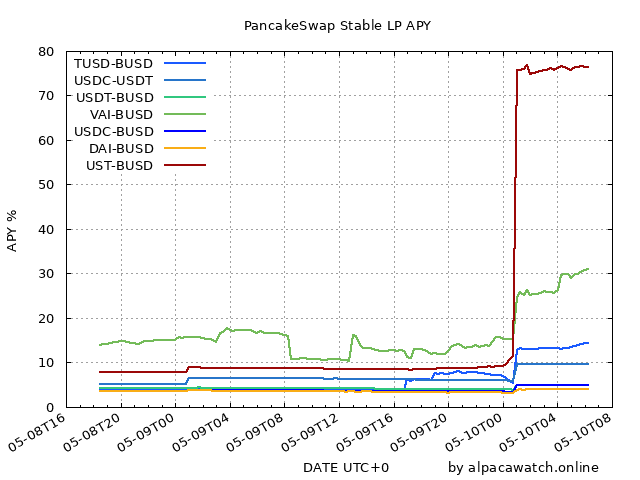 PancakeSwap Stable LP APY
80
70
60
50
40
30
20
10
0
APY %
TUSD-BUSD
USDC-USDT
USDT-BUSD
VAI-BUSD
USDC-BUSD
DAI-BUSD
UST-BUSD
05-08T16
05-08T20
05-09T00
05-09T04
05-09T08
05-09T12
05-09T16
05-09T20
05-10T00
05-10T04
05-10T08
DATE UTC+0
by alpacawatch.online